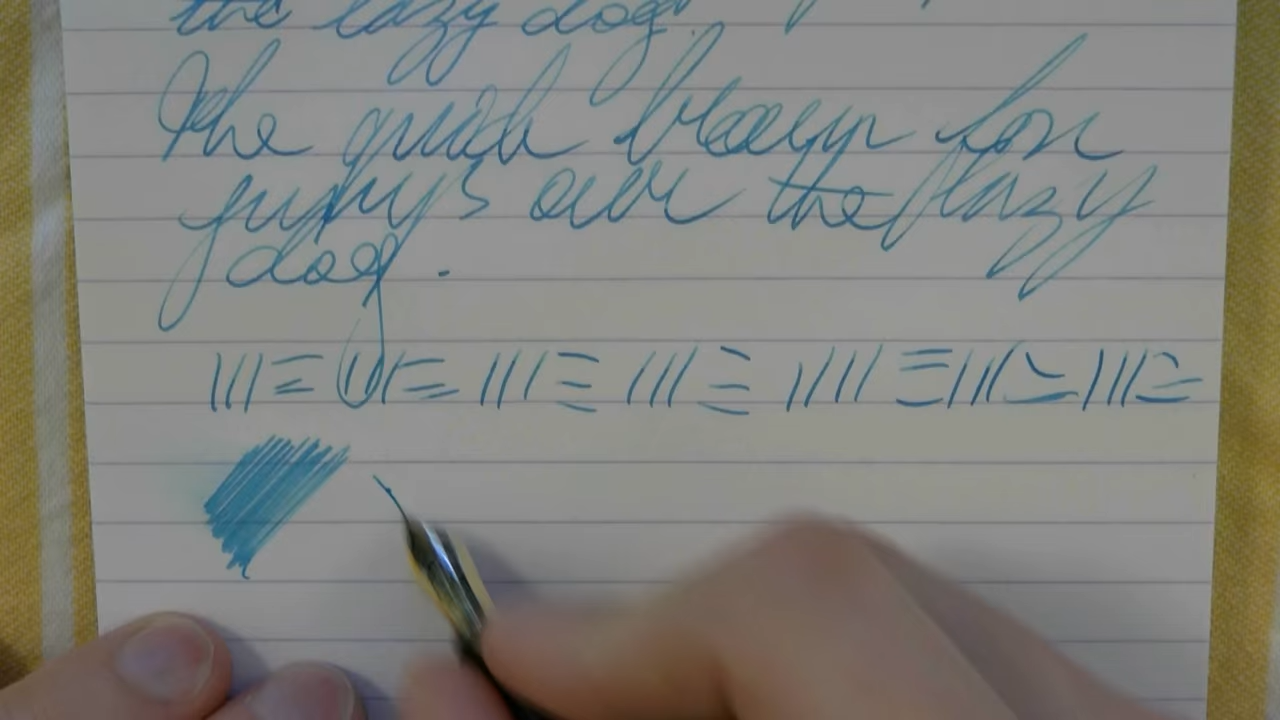 the lazy dog.
The quick brown fox
jumps over the lazy
dog.